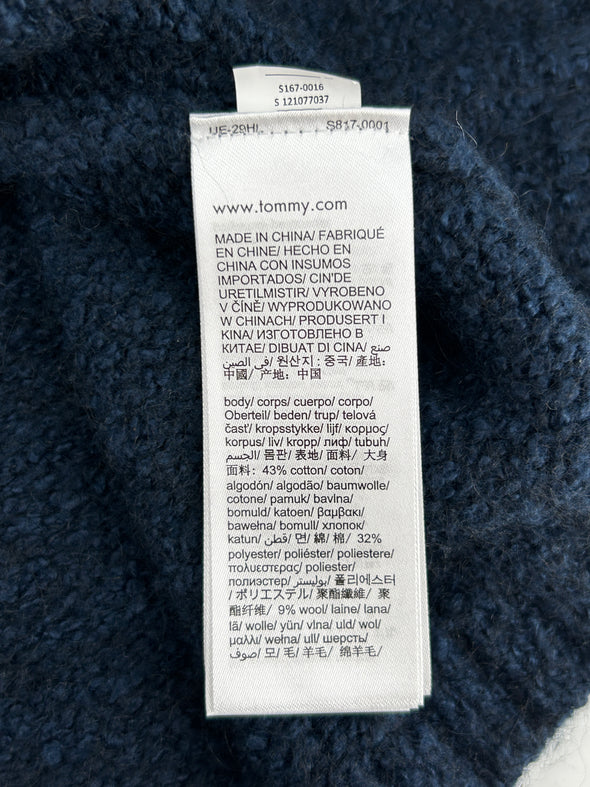 S167-0016
S 121077037
UE-29HL S817-0001
www.tommy.com
MADE IN CHINA/ FABRIQUÉ
EN CHINE/ HECHO EN
CHINA CON INSUMOS
IMPORTADOS/ CIN'DE
URETILMISTIR/ VYROBENO
V ČÍNĚ/ WYPRODUKOWANO
W CHINACH/ PRODUSERT I
KINA/ ИЗГОТОВЛЕНО В
КИТАЕ/ DIBUAT DI CINA/ صنع
في الصين/ 원산지 : 중국/ 產地:
中國/ 产地: 中国
body/ corps/ cuerpo/ corpo/
Oberteil/ beden/ trup/ telová
časť/ kropsstykke/ lijf/ κορμος/
korpus/ liv/ kropp/ лиф/ tubuh/
الجسم/ 몸판/ 表地/ 面料/ 大身
面料: 43% cotton/ coton/
algodón/ algodão/ baumwolle/
cotone/ pamuk/ bavlna/
bomuld/ katoen/ βαμβακι/
bawełna/ bomull/ хлопок/
katun/ قطن/ 면/ 綿/ 棉/ 32%
polyester/ poliéster/ poliestere/
πολυεστερας/ poliester/
полиэстер/ بوليستر/ 폴리에스터
/ ポリエステル/ 聚酯纖維/ 聚
酯纤维/ 9% wool/ laine/ lana/
lã/ wolle/ yün/ vlna/ uld/ wol/
μαλλι/ wełna/ ull/ шерсть/
صوف/ 모/ 毛/ 羊毛/ 绵羊毛/